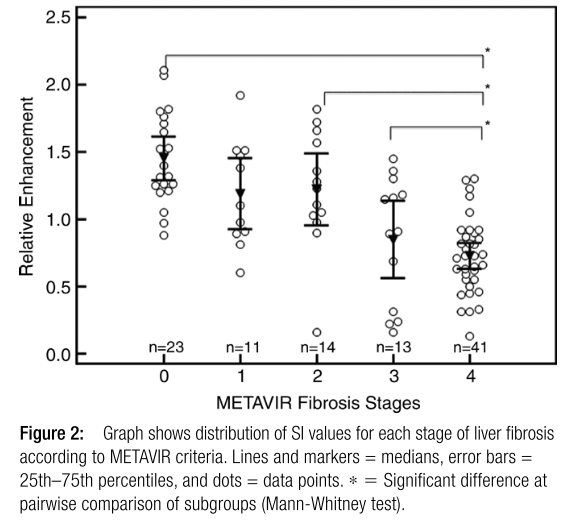 2.5
2.0
1.5
1.0
0.5
0.0
Relative Enhancement
*
*
*
n=23 n=11 n=14 n=13 n=41
0 1 2 3 4
METAVIR Fibrosis Stages
Figure 2: Graph shows distribution of SI values for each stage of liver fibrosis
according to METAVIR criteria. Lines and markers = medians, error bars =
25th–75th percentiles, and dots = data points. * = Significant difference at
pairwise comparison of subgroups (Mann-Whitney test).